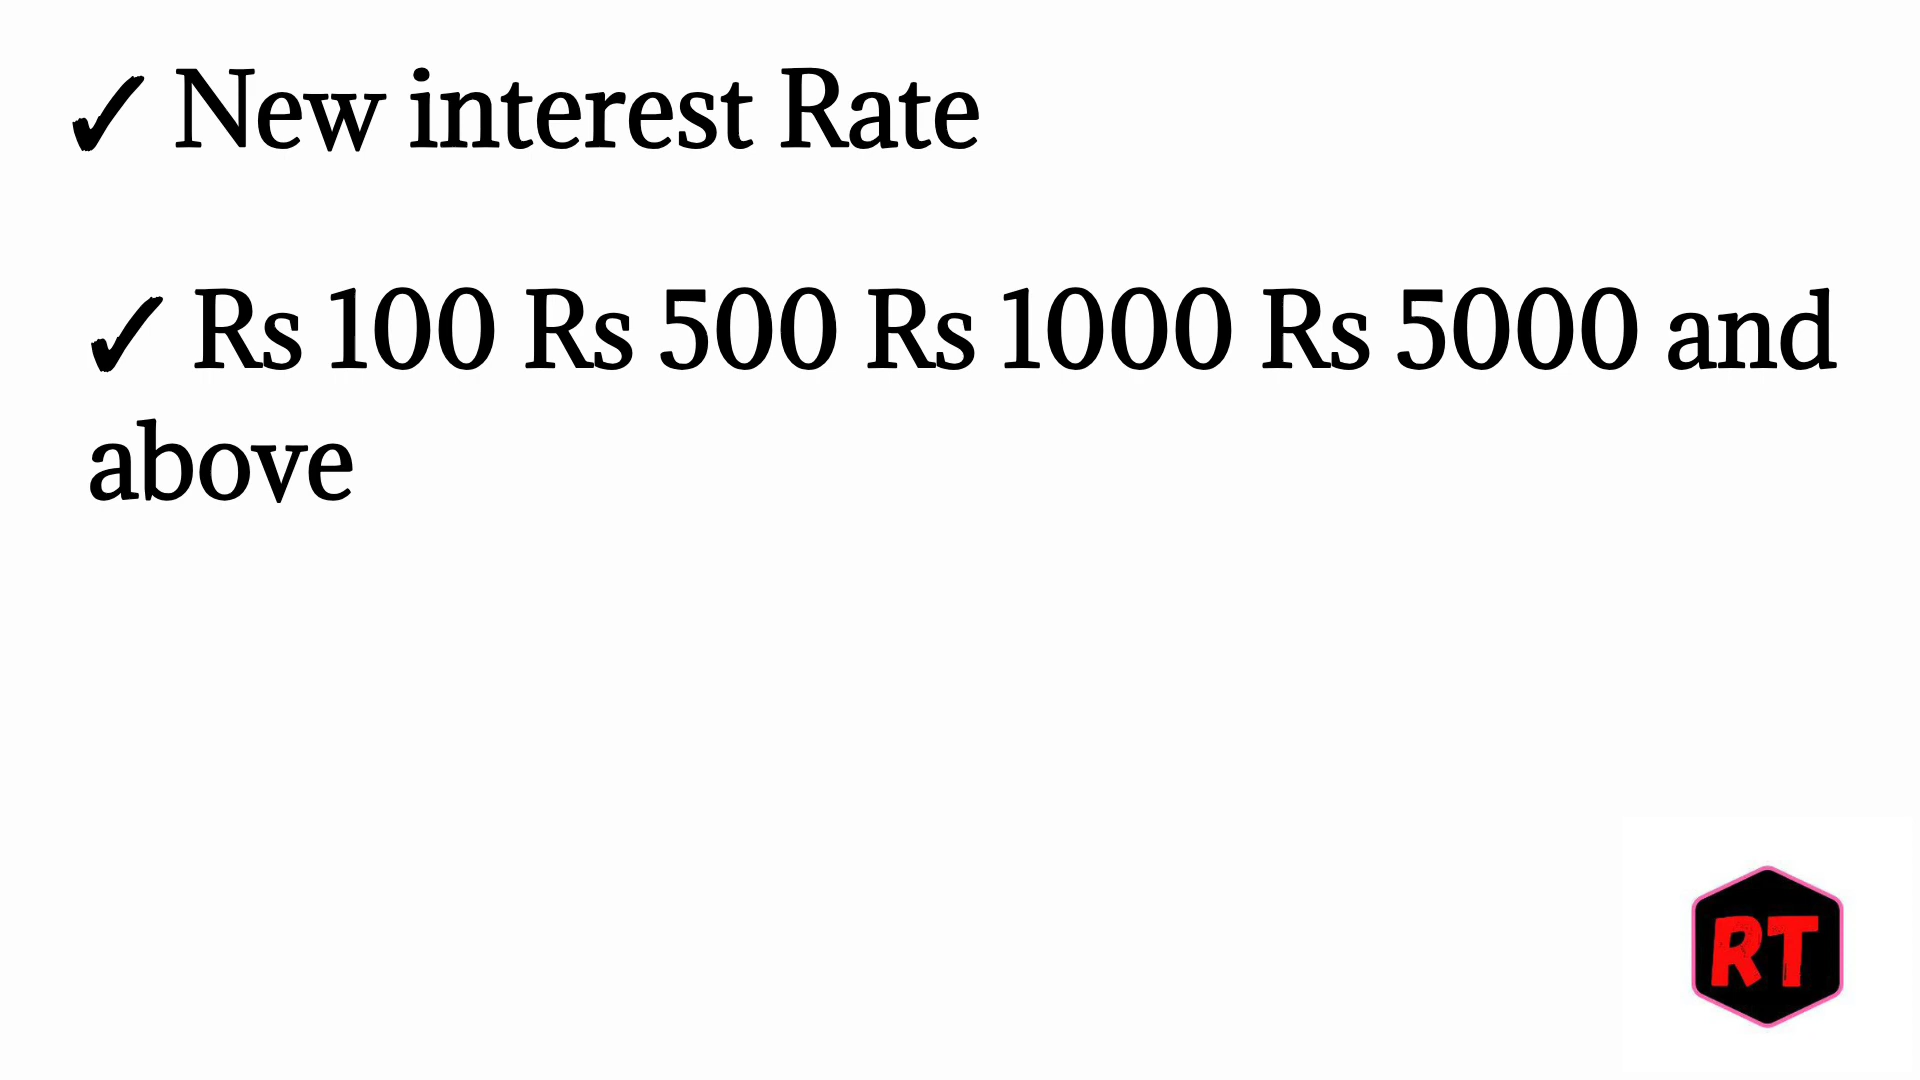 ✓ New interest Rate
✓ Rs 100 Rs 500 Rs 1000 Rs 5000 and
above
RT